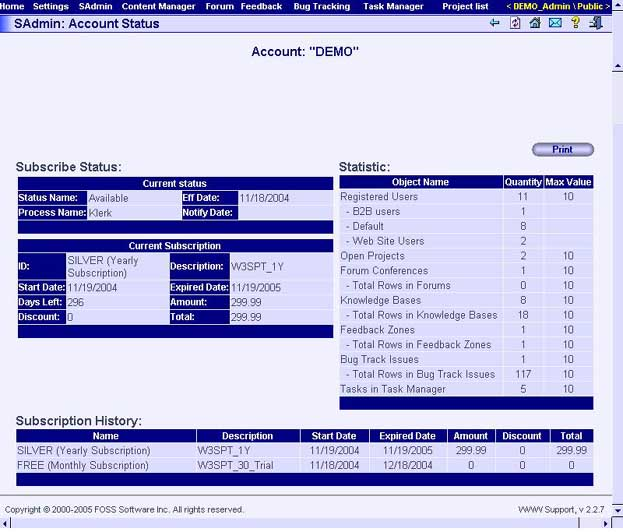 Home Settings SAdmin Content Manager Forum Feedback Bug Tracking Task Manager Project list < DEMO_Admin \ Public >
SAdmin: Account Status
Account: "DEMO"
Print
Subscribe Status:
Current status
Status Name: Available Eff Date: 11/18/2004
Process Name: Klerk Notify Date:
Current Subscription
ID: SILVER (Yearly Subscription) Description: W3SPT_1Y
Start Date: 11/19/2004 Expired Date: 11/19/2005
Days Left: 296 Amount: 299.99
Discount: 0 Total: 299.99
Statistic:
Object Name Quantity Max Value
Registered Users 11 10
- B2B users 1
- Default 8
- Web Site Users 2
Open Projects 2 10
Forum Conferences 1 10
- Total Rows in Forums 0 10
Knowledge Bases 8 10
- Total Rows in Knowledge Bases 18 10
Feedback Zones 1 10
- Total Rows in Feedback Zones 1 10
Bug Track Issues 1 10
- Total Rows in Bug Track Issues 117 10
Tasks in Task Manager 5 10
Subscription History:
Name Description Start Date Expired Date Amount Discount Total
SILVER (Yearly Subscription) W3SPT_1Y 11/19/2004 11/19/2005 299.99 0 299.99
FREE (Monthly Subscription) W3SPT_30_Trial 11/18/2004 12/18/2004 0 0 0
Copyright © 2000-2005 FOSS Software Inc. All rights reserved. WWW Support, v 2.2.7